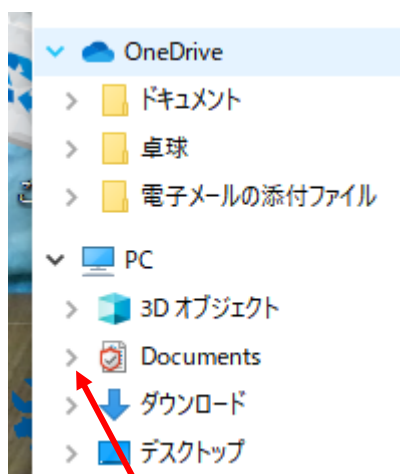 OneDrive
ドキュメント
卓球
電子メールの添付ファイル
PC
3D オブジェクト
Documents
ダウンロード
デスクトップ